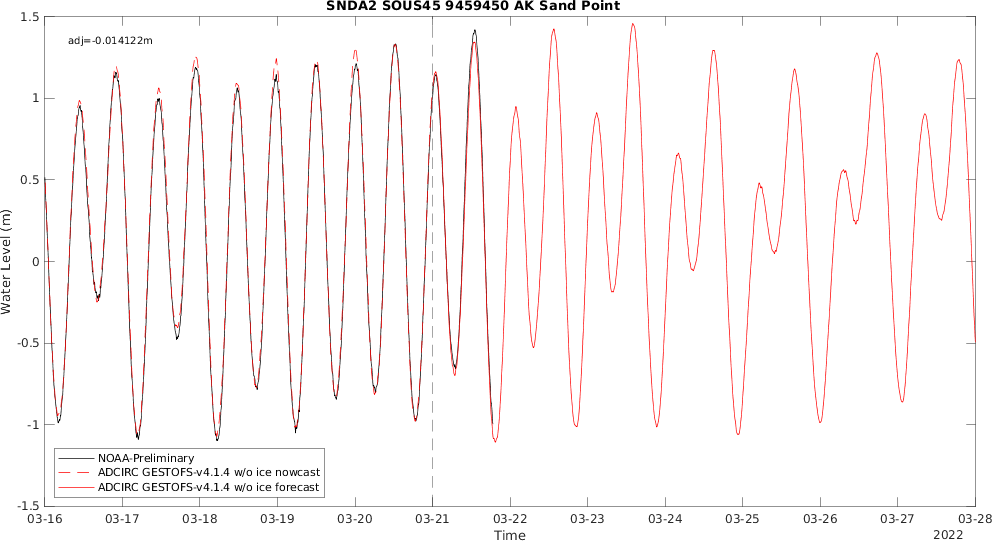 SNDA2 SOUS45 9459450 AK Sand Point
adj=-0.014122m
1.5
1
0.5
0
-0.5
-1
-1.5
Water Level (m)
NOAA-Preliminary
ADCIRC GESTOFS-v4.1.4 w/o ice nowcast
ADCIRC GESTOFS-v4.1.4 w/o ice forecast
03-16 03-17 03-18 03-19 03-20 03-21 03-22 03-23 03-24 03-25 03-26 03-27 03-28
Time
2022